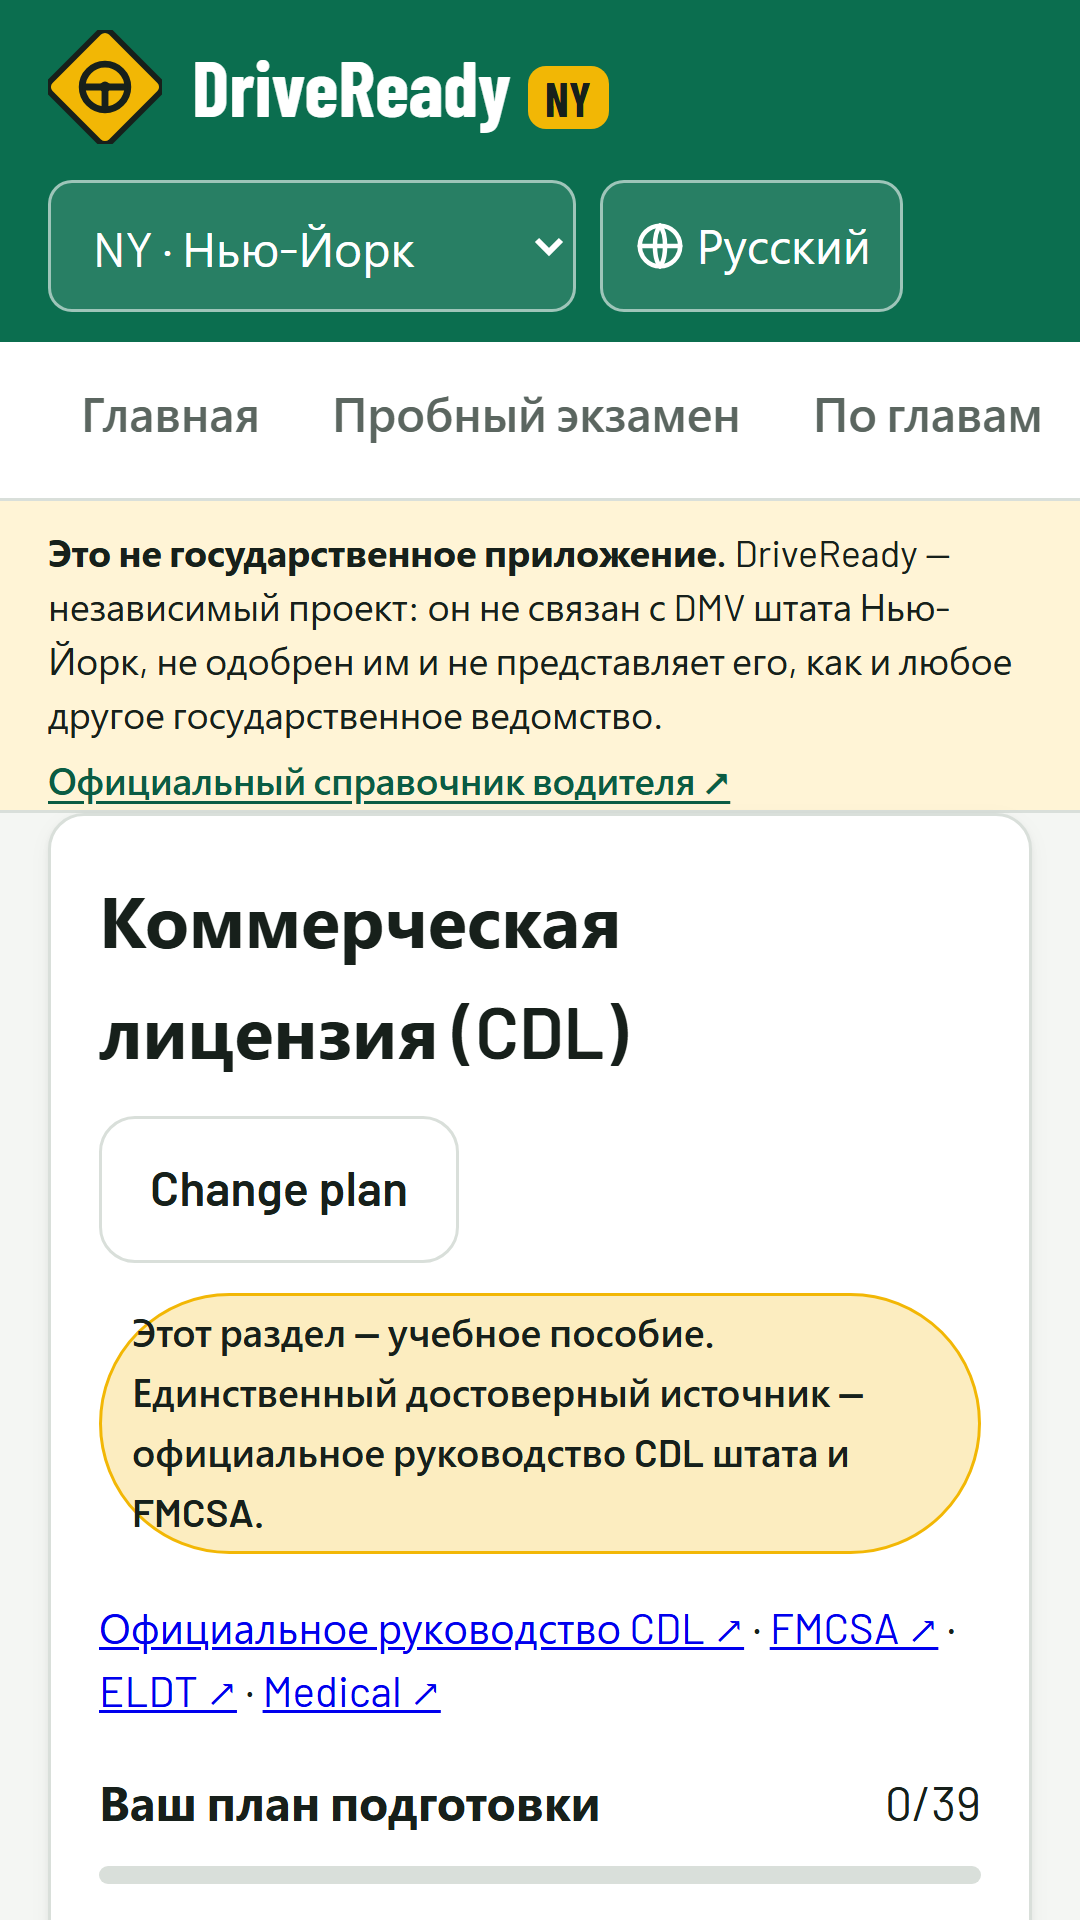 DriveReady NY
NY · Нью-Йорк
Русский
Главная Пробный экзамен По главам
Это не государственное приложение. DriveReady —
независимый проект: он не связан с DMV штата Нью-
Йорк, не одобрен им и не представляет его, как и любое
другое государственное ведомство.
Официальный справочник водителя ↗
Коммерческая
лицензия (CDL)
Change plan
Этот раздел — учебное пособие.
Единственный достоверный источник —
официальное руководство CDL штата и
FMCSA.
Официальное руководство CDL ↗ · FMCSA ↗ ·
ELDT ↗ · Medical ↗
Ваш план подготовки 0/39